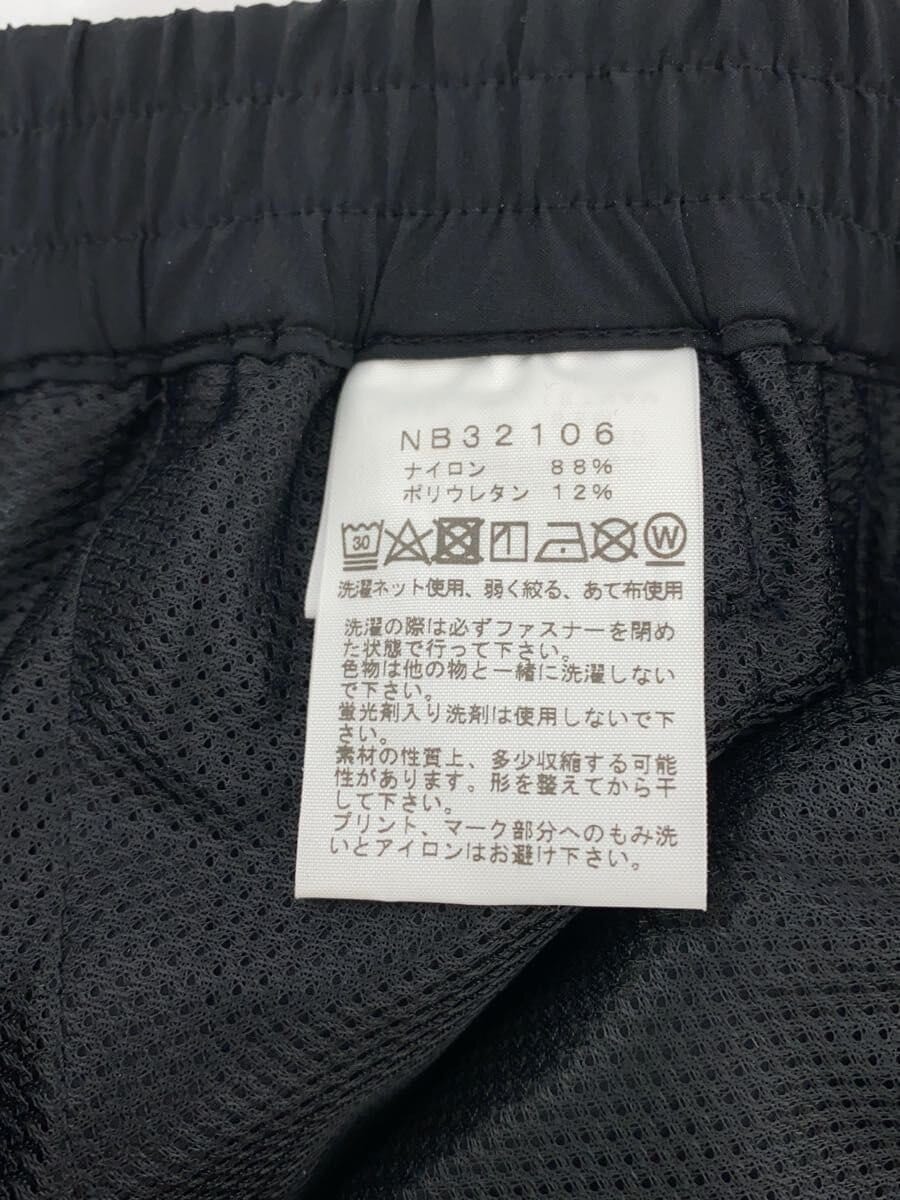 NB32106
ナイロン 88%
ポリウレタン 12%
30 W
洗濯ネット使用、弱く絞る、あて布使用
洗濯の際は必ずファスナーを閉め
た状態で行って下さい。
色物は他の物と一緒に洗濯しない
で下さい。
蛍光剤入り洗剤は使用しないで下
さい。
素材の性質上、多少収縮する可能
性があります。形を整えてから干
して下さい。
プリント、マーク部分へのもみ洗
いとアイロンはお避け下さい。